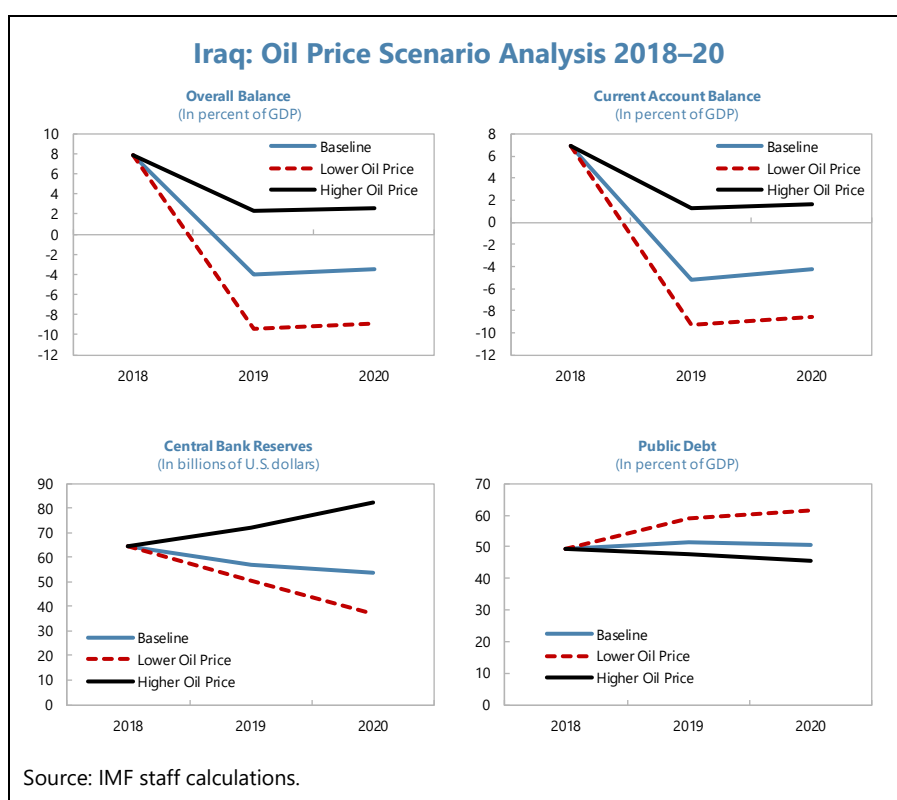 Iraq: Oil Price Scenario Analysis 2018–20
Overall Balance
(In percent of GDP)
10
8
6
4
2
0
-2
-4
-6
-8
-10
-12
Baseline
Lower Oil Price
Higher Oil Price
2018 2019 2020
Current Account Balance
(In percent of GDP)
8
6
4
2
0
-2
-4
-6
-8
-10
-12
Baseline
Lower Oil Price
Higher Oil Price
2018 2019 2020
Central Bank Reserves
(In billions of U.S. dollars)
90
80
70
60
50
40
30
20
10
0
Baseline
Lower Oil Price
Higher Oil Price
2018 2019 2020
Public Debt
(In percent of GDP)
70
60
50
40
30
20
10
0
Baseline
Lower Oil Price
Higher Oil Price
2018 2019 2020
Source: IMF staff calculations.